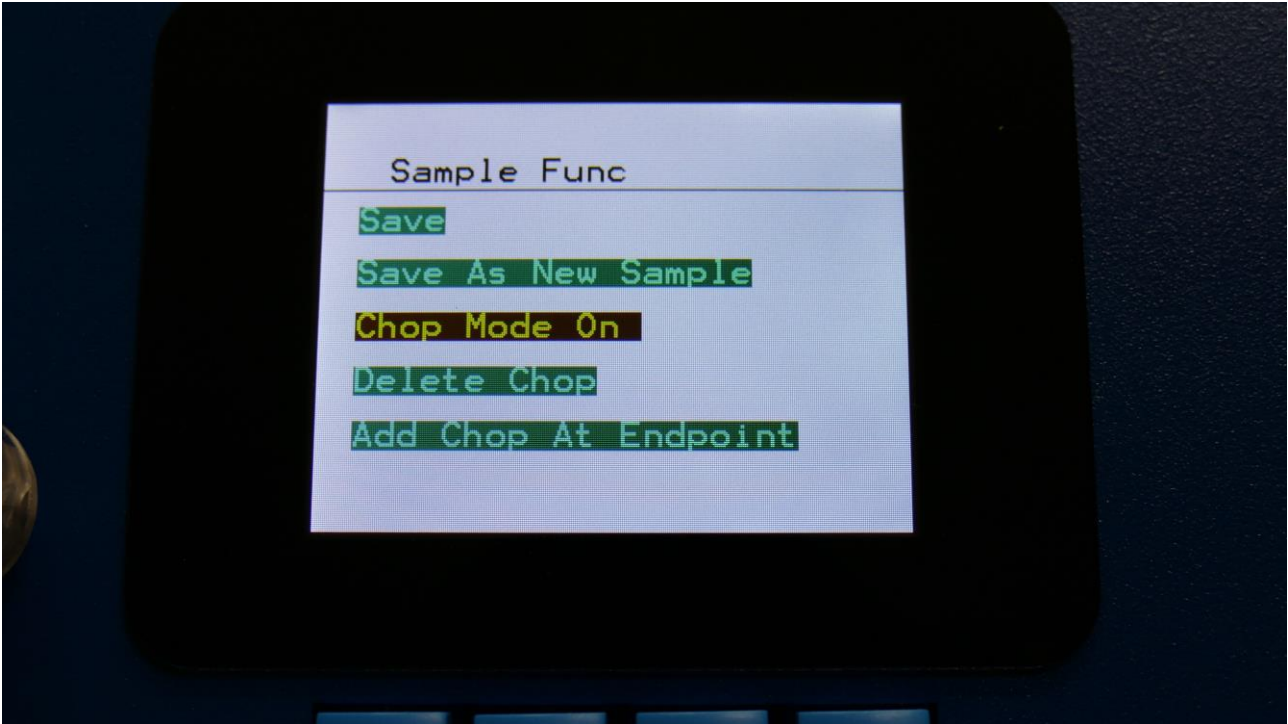 Sample Func
Save
Save As New Sample
Chop Mode On
Delete Chop
Add Chop At Endpoint